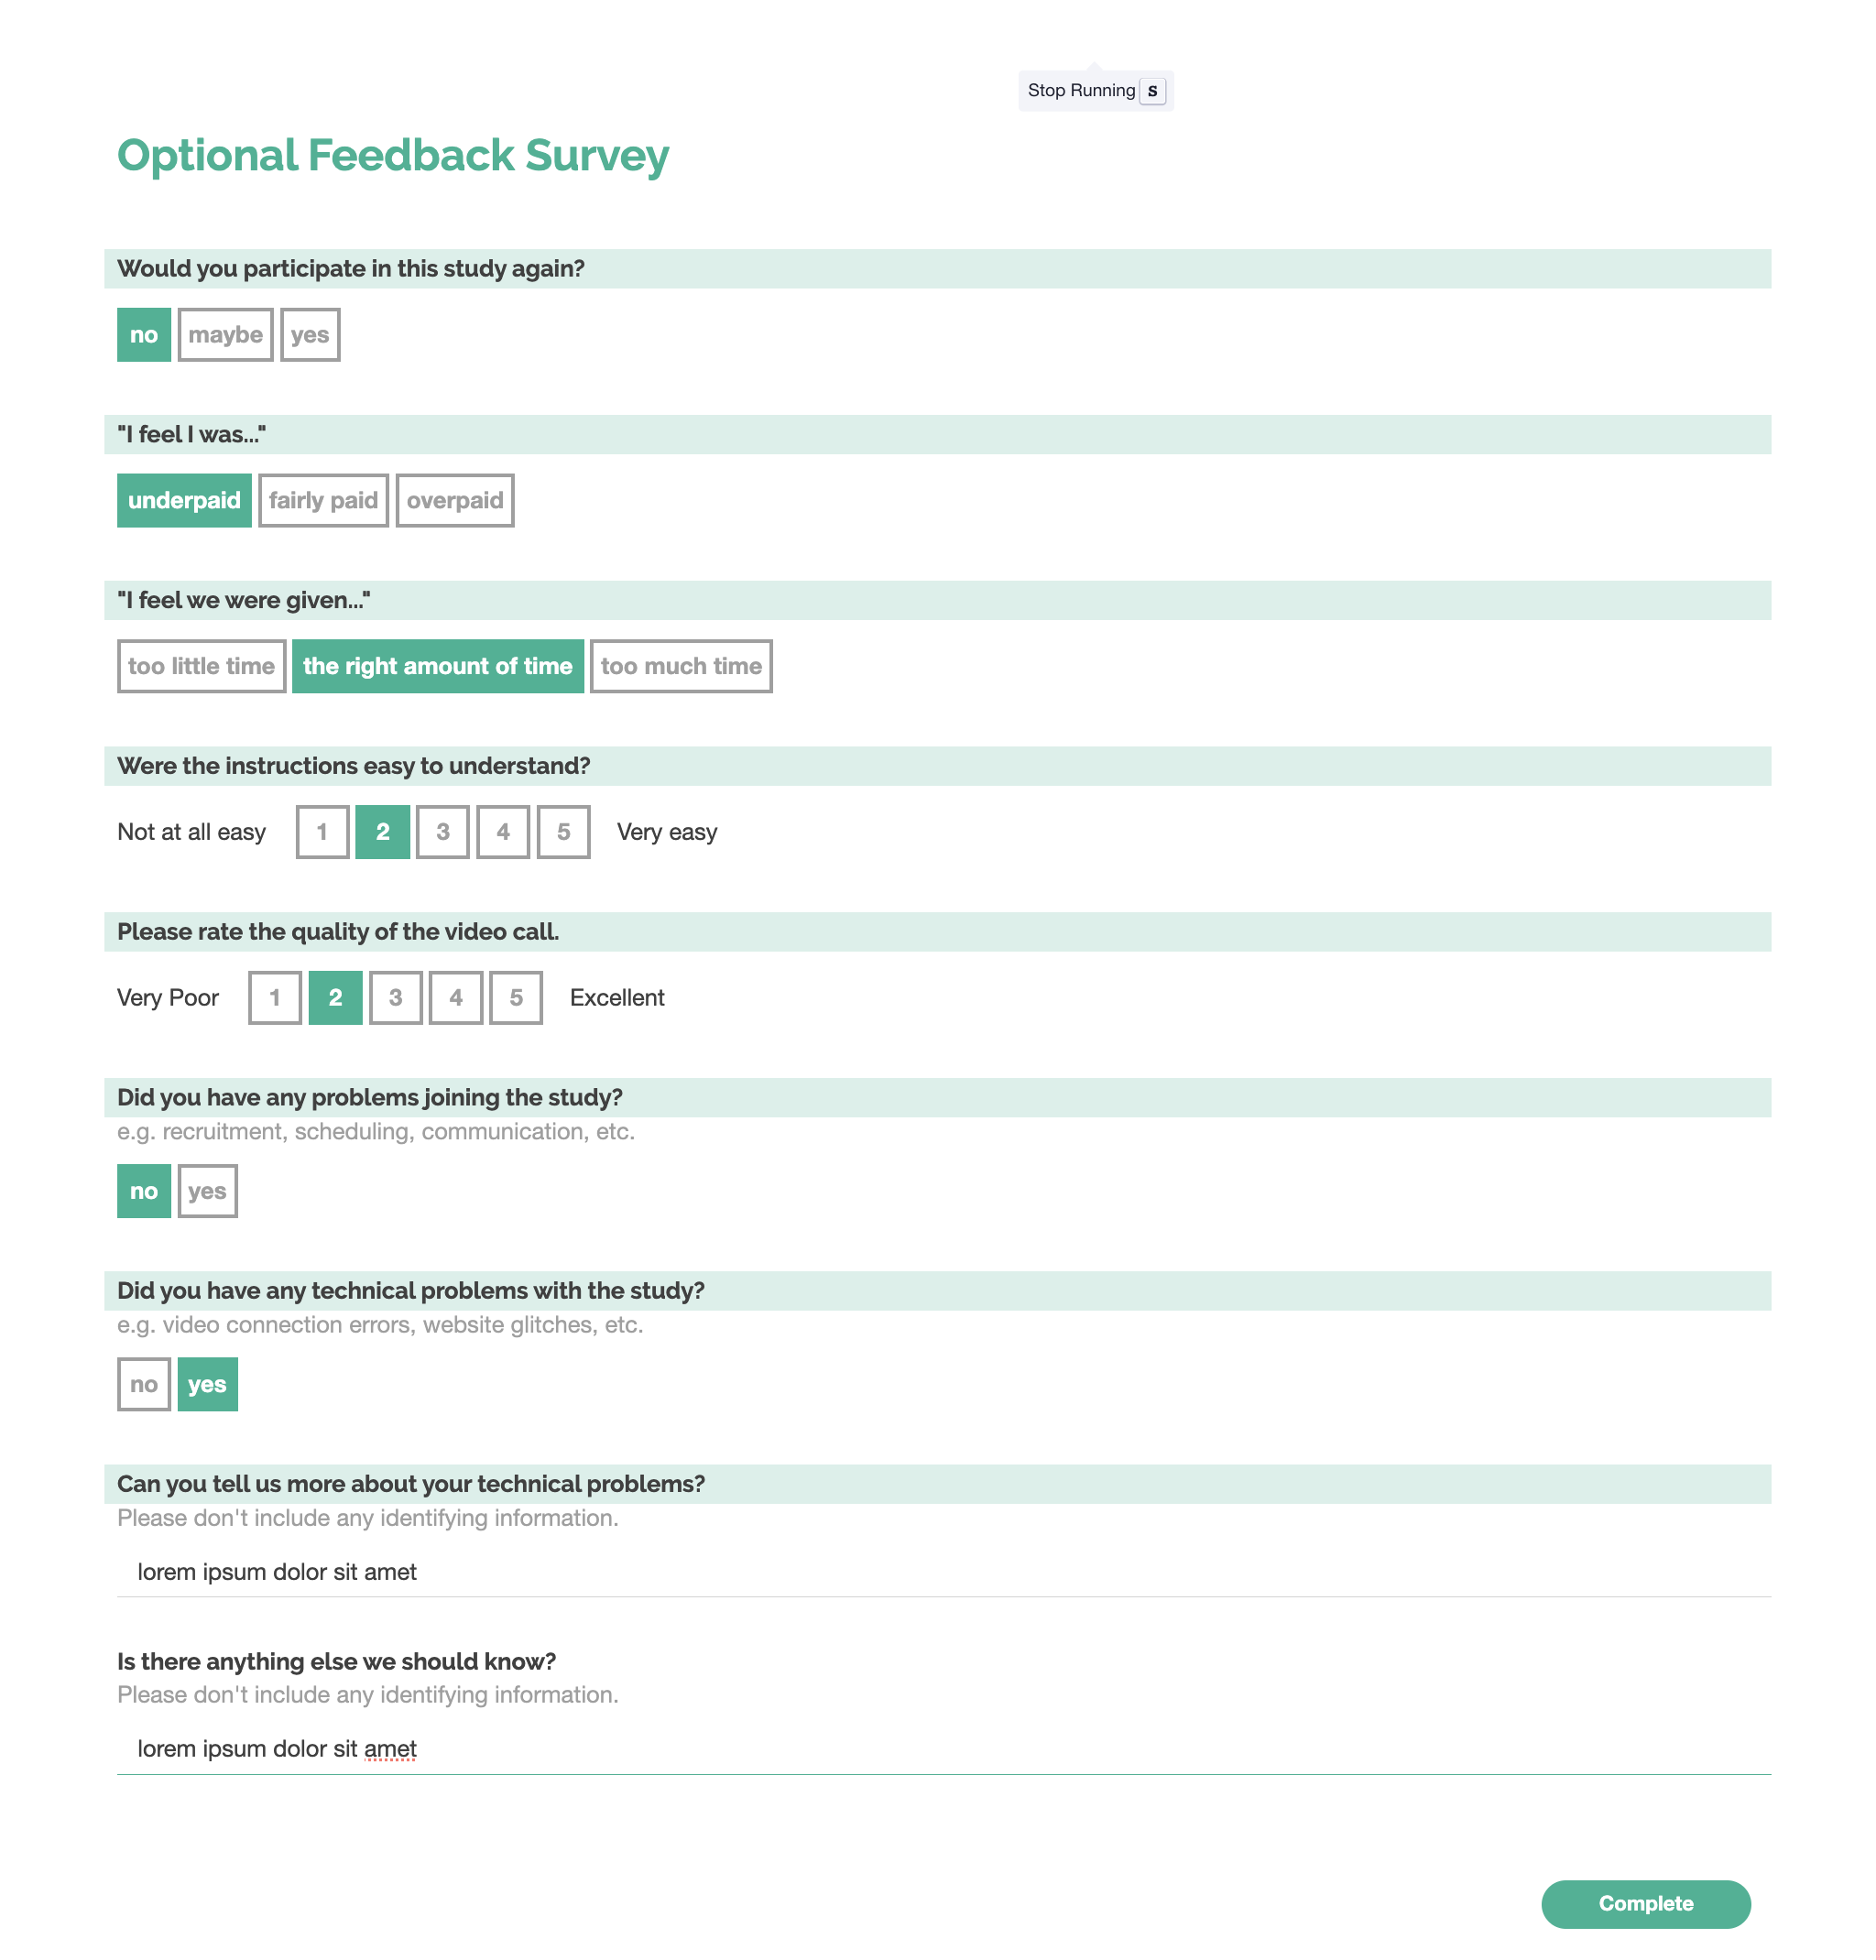 Stop Running S
Optional Feedback Survey
Would you participate in this study again?
no maybe yes
"I feel I was..."
underpaid fairly paid overpaid
"I feel we were given..."
too little time the right amount of time too much time
Were the instructions easy to understand?
Not at all easy 1 2 3 4 5 Very easy
Please rate the quality of the video call.
Very Poor 1 2 3 4 5 Excellent
Did you have any problems joining the study?
e.g. recruitment, scheduling, communication, etc.
no yes
Did you have any technical problems with the study?
e.g. video connection errors, website glitches, etc.
no yes
Can you tell us more about your technical problems?
Please don't include any identifying information.
lorem ipsum dolor sit amet
Is there anything else we should know?
Please don't include any identifying information.
lorem ipsum dolor sit amet
Complete